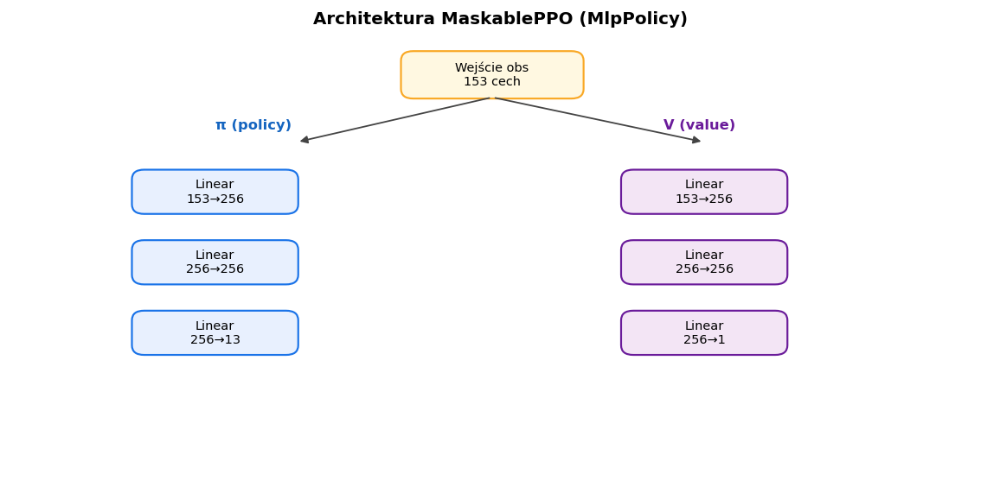 Architektura MaskablePPO (MlpPolicy)
Wejście obs
153 cech
π (policy)
V (value)
Linear
153→256
Linear
153→256
Linear
256→256
Linear
256→256
Linear
256→13
Linear
256→1